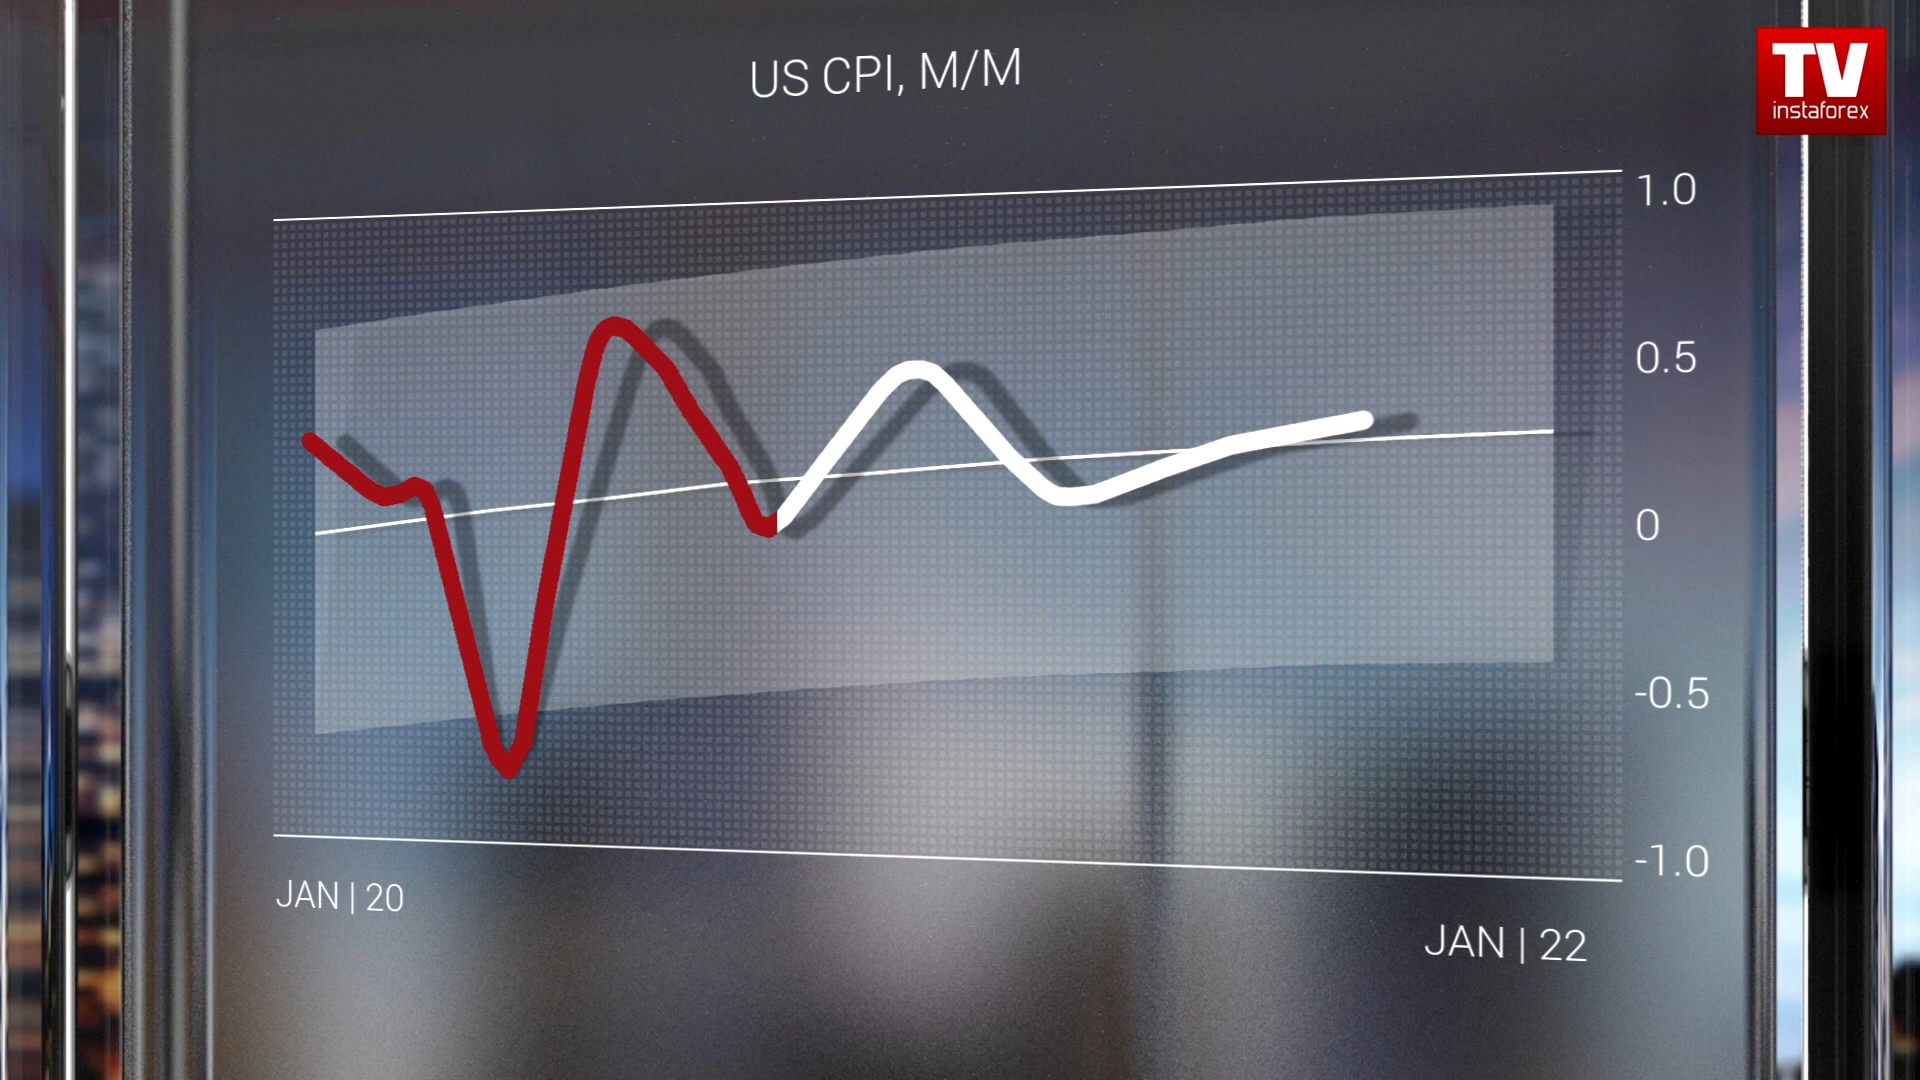 US CPI, M/M
TV
instaforex
1.0
0.5
0
-0.5
-1.0
JAN | 20
JAN | 22